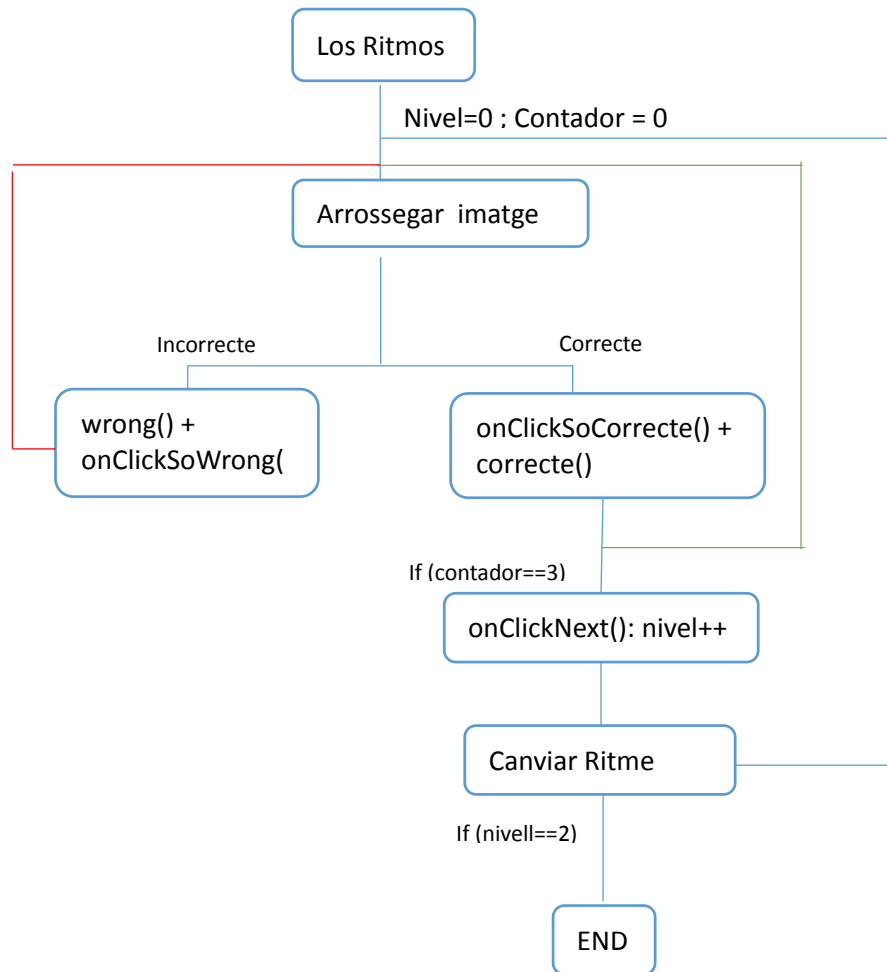 Los Ritmos
Nivel=0 ; Contador = 0
Arrossegar imatge
Incorrecte
Correcte
wrong() +
onClickSoWrong(
onClickSoCorrecte() +
correcte()
If (contador==3)
onClickNext(): nivel++
Canviar Ritme
If (nivell==2)
END